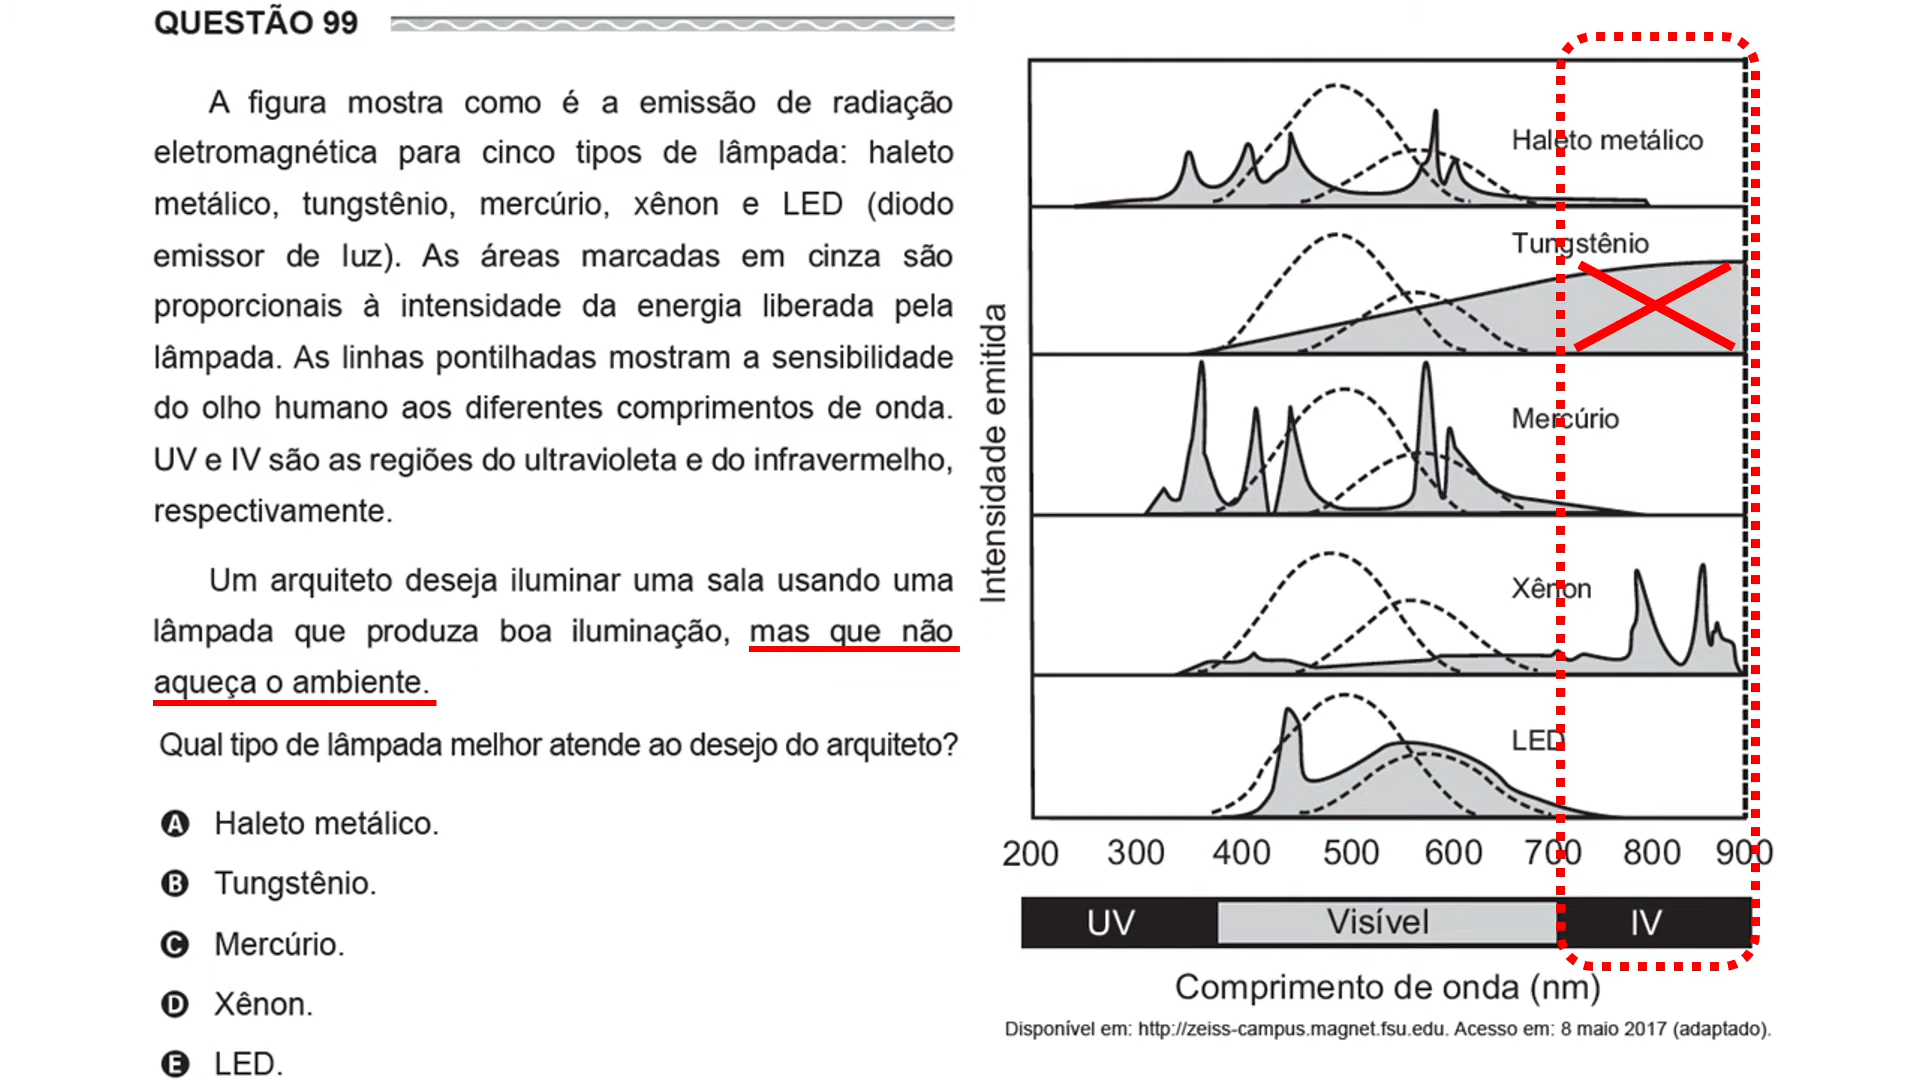 QUESTÃO 99
A figura mostra como é a emissão de radiação
eletromagnética para cinco tipos de lâmpada: haleto
metálico, tungstênio, mercúrio, xênon e LED (diodo
emissor de luz). As áreas marcadas em cinza são
proporcionais à intensidade da energia liberada pela
lâmpada. As linhas pontilhadas mostram a sensibilidade
do olho humano aos diferentes comprimentos de onda.
UV e IV são as regiões do ultravioleta e do infravermelho,
respectivamente.
Um arquiteto deseja iluminar uma sala usando uma
lâmpada que produza boa iluminação, mas que não
aqueça o ambiente.
Qual tipo de lâmpada melhor atende ao desejo do arquiteto?
A Haleto metálico.
B Tungstênio.
C Mercúrio.
D Xênon.
E LED.
Intensidade emitida
Haleto metálico
Tungstênio
Mercúrio
Xênon
LED
200 300 400 500 600 700 800 900
UV Visível IV
Comprimento de onda (nm)
Disponível em: http://zeiss-campus.magnet.fsu.edu. Acesso em: 8 maio 2017 (adaptado).